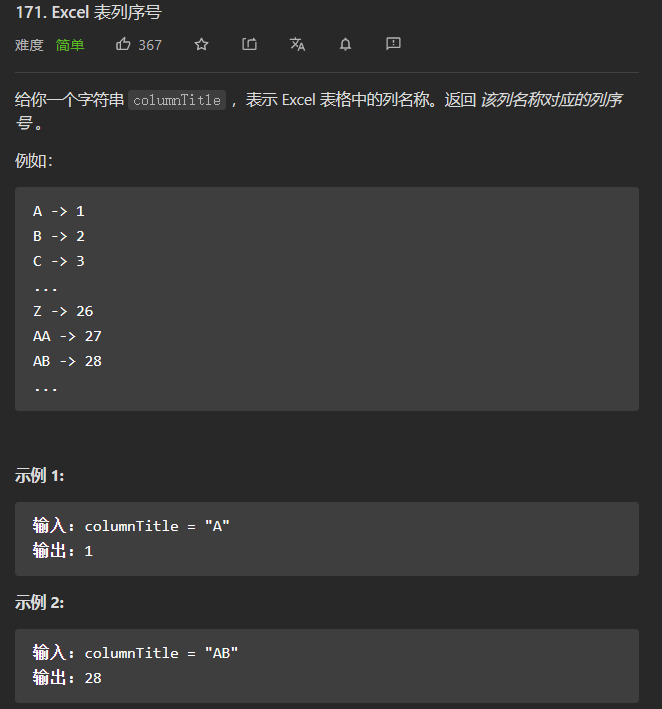 171. Excel 表列序号
难度 简单 367
给你一个字符串 columnTitle ，表示 Excel 表格中的列名称。返回 该列名称对应的列序
号 。
例如：
A -> 1
B -> 2
C -> 3
...
Z -> 26
AA -> 27
AB -> 28
...
示例 1:
输入：columnTitle = "A"
输出：1
示例 2:
输入：columnTitle = "AB"
输出：28